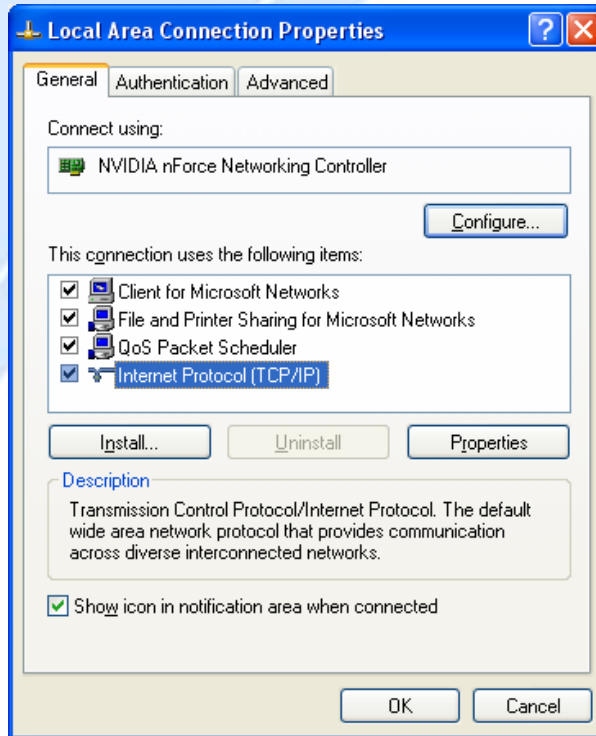 Local Area Connection Properties
General Authentication Advanced
Connect using:
NVIDIA nForce Networking Controller
Configure...
This connection uses the following items:
Client for Microsoft Networks
File and Printer Sharing for Microsoft Networks
QoS Packet Scheduler
Internet Protocol (TCP/IP)
Install... Uninstall Properties
Description
Transmission Control Protocol/Internet Protocol. The default
wide area network protocol that provides communication
across diverse interconnected networks.
Show icon in notification area when connected
OK Cancel